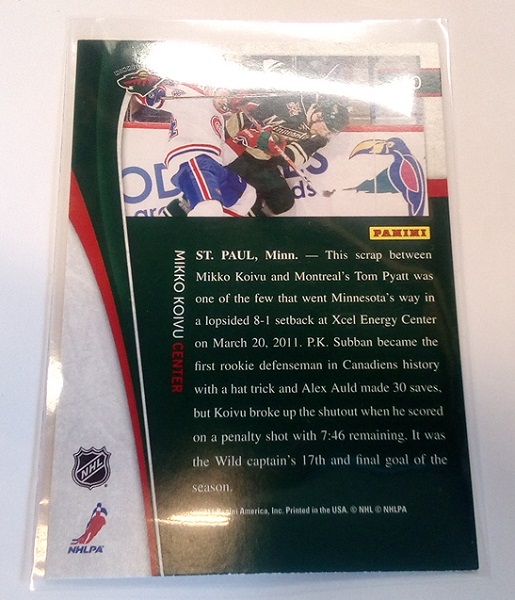 PANINI
MIKKO KOIVU CENTER
ST. PAUL, Minn. — This scrap between
Mikko Koivu and Montreal's Tom Pyatt was
one of the few that went Minnesota's way in
a lopsided 8-1 setback at Xcel Energy Center
on March 20, 2011. P.K. Subban became the
first rookie defenseman in Canadiens history
with a hat trick and Alex Auld made 30 saves,
but Koivu broke up the shutout when he scored
on a penalty shot with 7:46 remaining. It was
the Wild captain's 17th and final goal of the
season.
America, Inc. Printed in the USA. © NHL © NHLPA
NHL
NHLPA